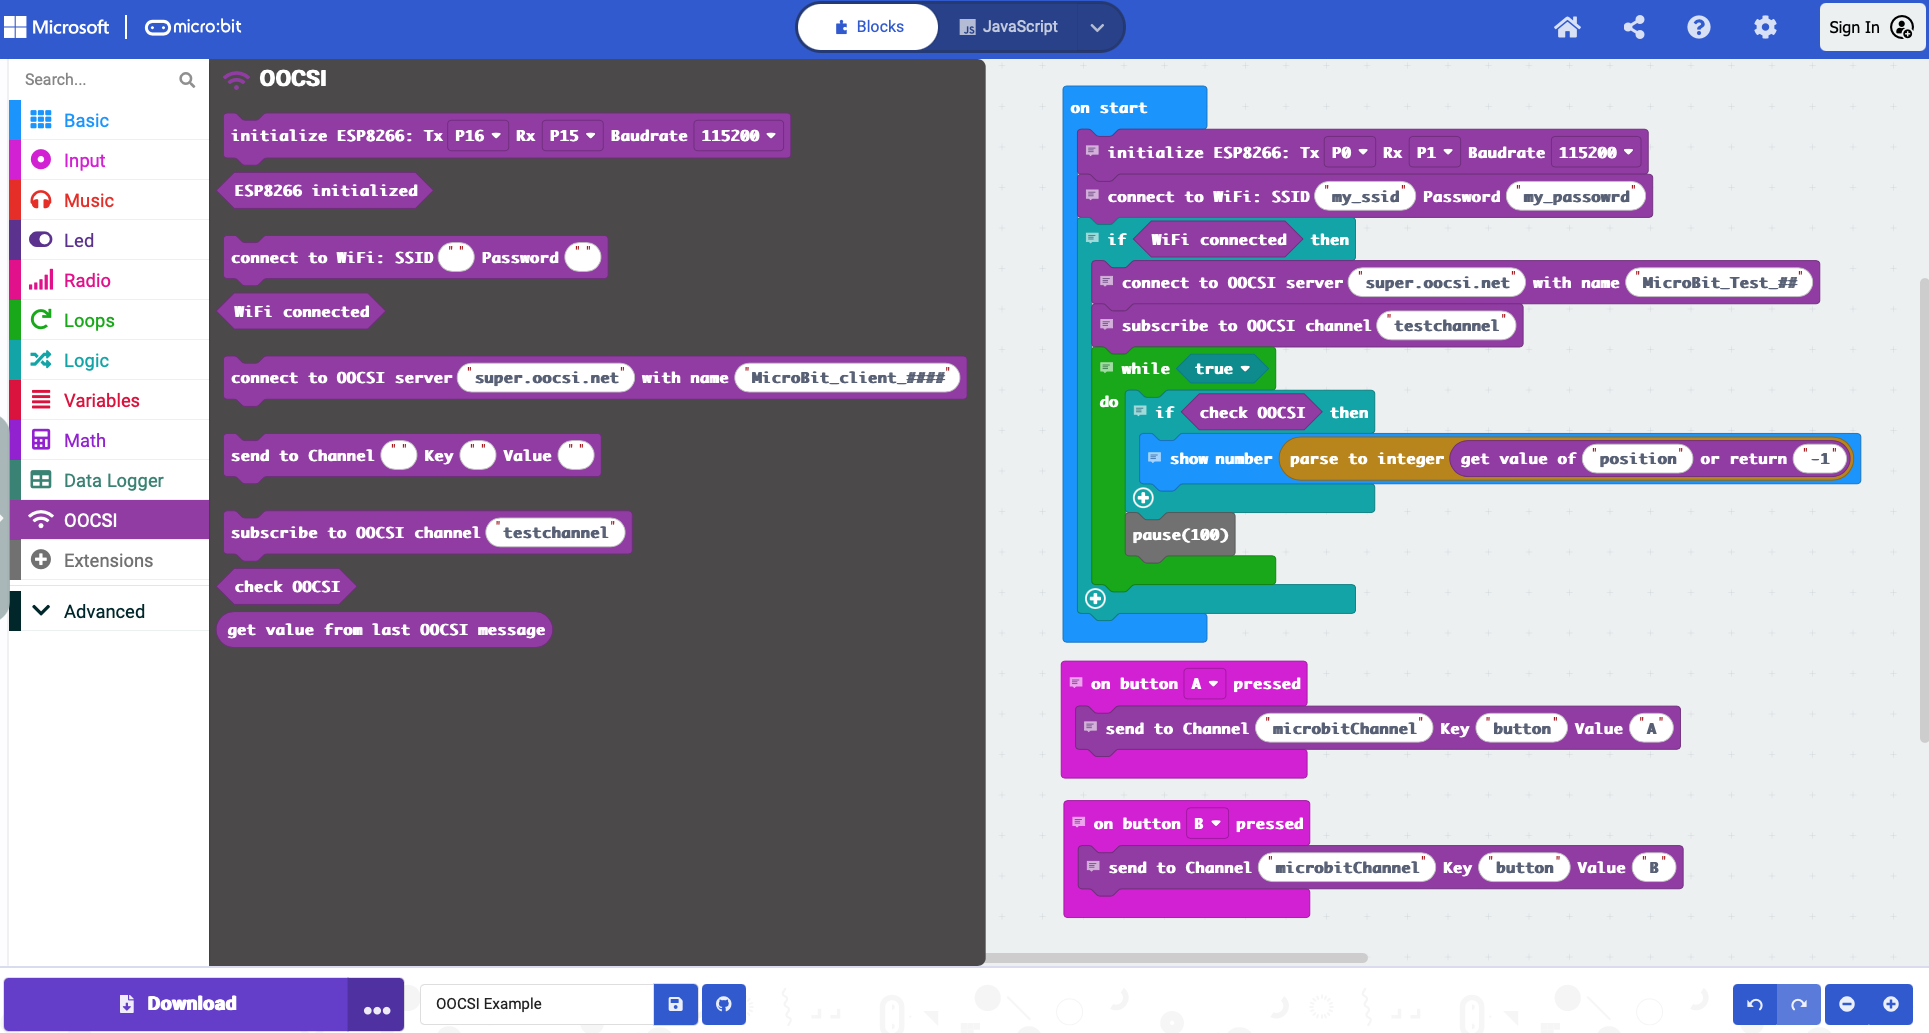 Microsoft | micro:bit
Blocks
JavaScript
Sign In
Search...
Basic
Input
Music
Led
Radio
Loops
Logic
Variables
Math
Data Logger
OOCSI
Extensions
Advanced
OOCSI
initialize ESP8266: Tx P16 Rx P15 Baudrate 115200
ESP8266 initialized
connect to WiFi: SSID " " Password " "
WiFi connected
connect to OOCSI server "super.oocsi.net" with name "MicroBit_client_####"
send to Channel " " Key " " Value " "
subscribe to OOCSI channel "testchannel"
check OOCSI
get value from last OOCSI message
on start
initialize ESP8266: Tx P0 Rx P1 Baudrate 115200
connect to WiFi: SSID "my_ssid" Password "my_passowrd"
if WiFi connected then
connect to OOCSI server "super.oocsi.net" with name "MicroBit_Test_##"
subscribe to OOCSI channel "testchannel"
while true
do if check OOCSI then
show number parse to integer get value of "position" or return "-1"
pause(100)
on button A pressed
send to Channel "microbitChannel" Key "button" Value "A"
on button B pressed
send to Channel "microbitChannel" Key "button" Value "B"
Download
OOCSI Example